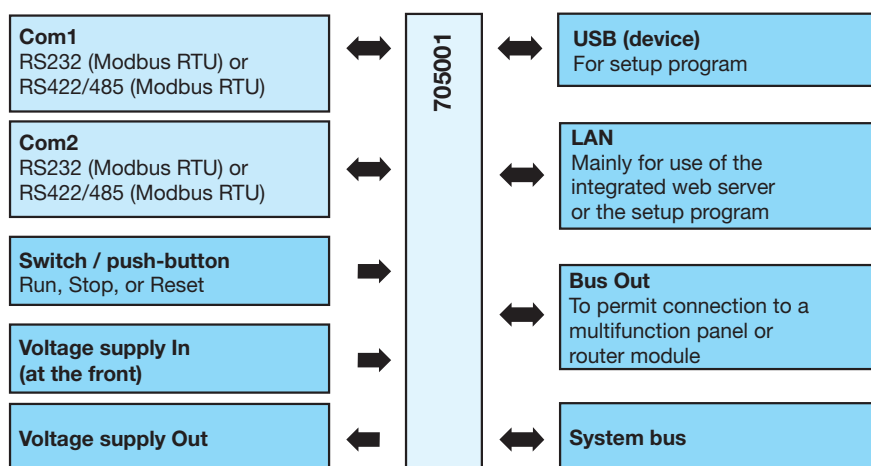 Com1
RS232 (Modbus RTU) or
RS422/485 (Modbus RTU)
Com2
RS232 (Modbus RTU) or
RS422/485 (Modbus RTU)
Switch / push-button
Run, Stop, or Reset
Voltage supply In
(at the front)
Voltage supply Out
705001
USB (device)
For setup program
LAN
Mainly for use of the
integrated web server
or the setup program
Bus Out
To permit connection to a
multifunction panel or
router module
System bus